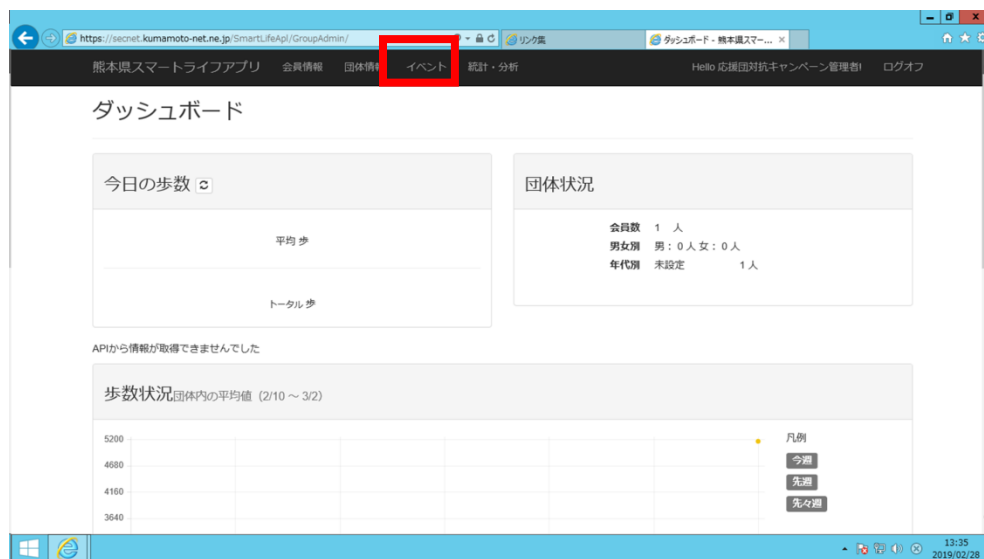 https://secnet.kumamoto-net.ne.jp/SmartLifeApl/GroupAdmin/
リンク集
ダッシュボード - 熊本県スマー...
熊本県スマートライフアプリ 会員情報 団体情報 イベント 統計・分析 Hello 応援団対抗キャンペーン管理者! ログオフ
ダッシュボード
今日の歩数
平均 歩
トータル 歩
団体状況
会員数 1 人
男女別 男:0人 女:0人
年代別 未設定 1人
APIから情報が取得できませんでした
歩数状況団体内の平均値 (2/10 ~ 3/2)
5200
4680
4160
3640
凡例
今週
先週
先々週
13:35
2019/02/28